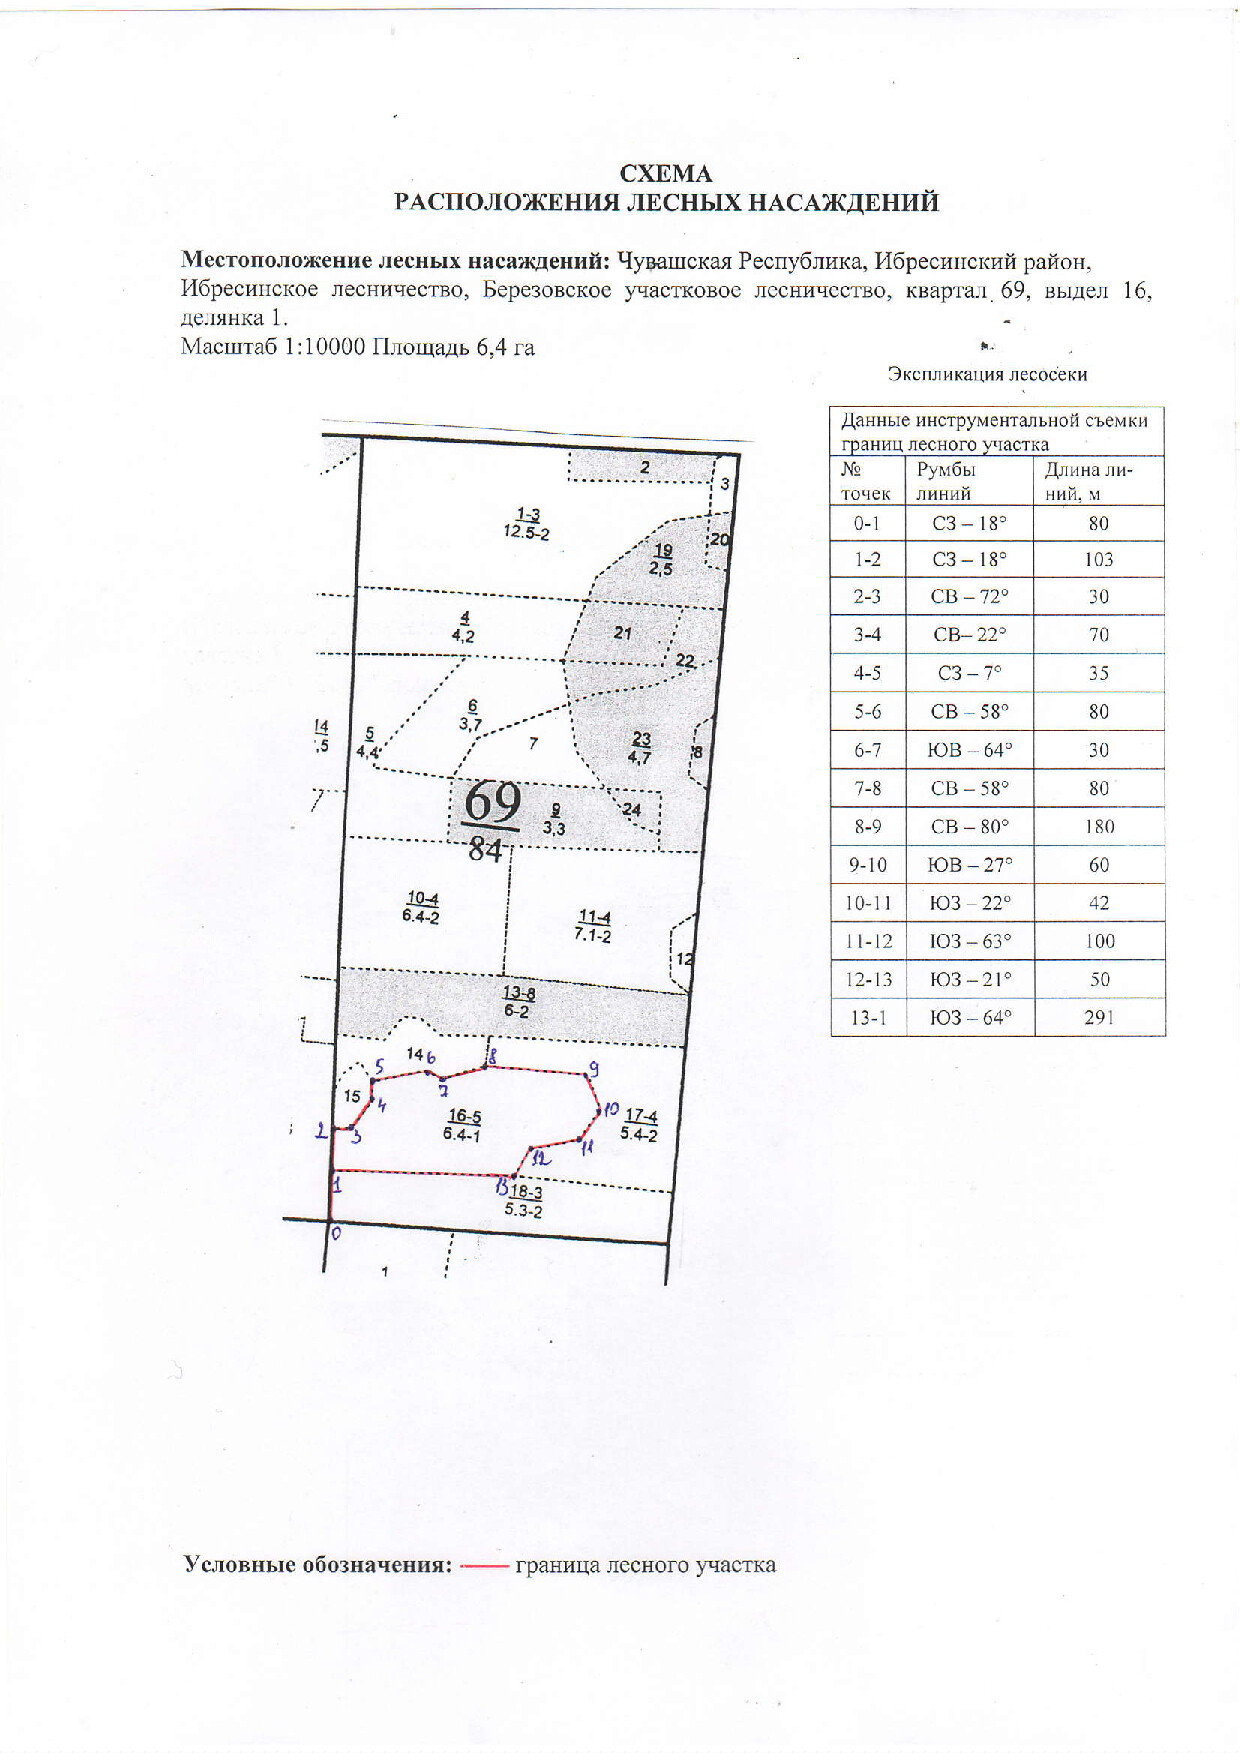 СХЕМА
РАСПОЛОЖЕНИЯ ЛЕСНЫХ НАСАЖДЕНИЙ
Местоположение лесных насаждений: Чувашская Республика, Ибресинский район,
Ибресинское лесничество, Березовское участковое лесничество, квартал 69, выдел 16,
делянка 1.
Масштаб 1:10000 Площадь 6,4 га
Экспликация лесосеки
Данные инструментальной съемки
границ лесного участка
№ точек Румбы линий Длина ли-ний, м
0-1 СЗ – 18° 80
1-2 СЗ – 18° 103
2-3 СВ – 72° 30
3-4 СВ– 22° 70
4-5 СЗ – 7° 35
5-6 СВ – 58° 80
6-7 ЮВ – 64° 30
7-8 СВ – 58° 80
8-9 СВ – 80° 180
9-10 ЮВ – 27° 60
10-11 ЮЗ – 22° 42
11-12 ЮЗ – 63° 100
12-13 ЮЗ – 21° 50
13-1 ЮЗ – 64° 291
2
3
1-3
12.5-2
20
19
2,5
4
4,2
21
22
6
3,7
5
4,4
7
23
4,7
8
14
,5
69
84
9
3,3
24
10-4
6.4-2
11-4
7.1-2
12
13-8
6-2
14
6
8
5
7
9
15
4
16-5
6.4-1
10
17-4
5.4-2
2
3
11
12
1
13
18-3
5.3-2
0
1
Условные обозначения: граница лесного участка